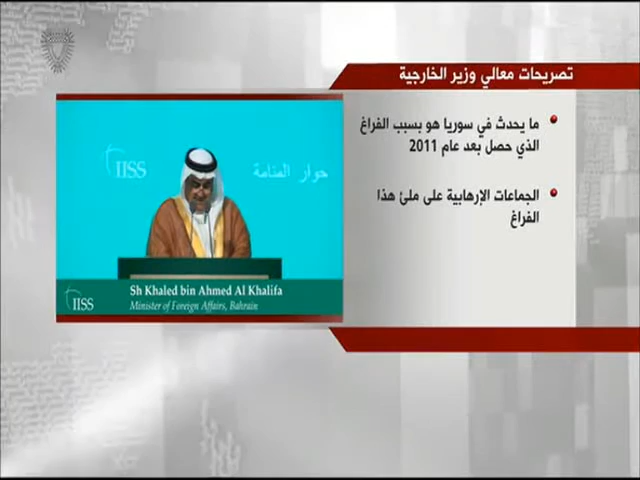 تصريحات معالي وزير الخارجية
ما يحدث في سوريا هو بسبب الفراغ
الذي حصل بعد عام 2011
الجماعات الإرهابية على ملئ هذا
الفراغ
IISS
حوار المنامة
Sh Khaled bin Ahmed Al Khalifa
IISS
Minister of Foreign Affairs, Bahrain